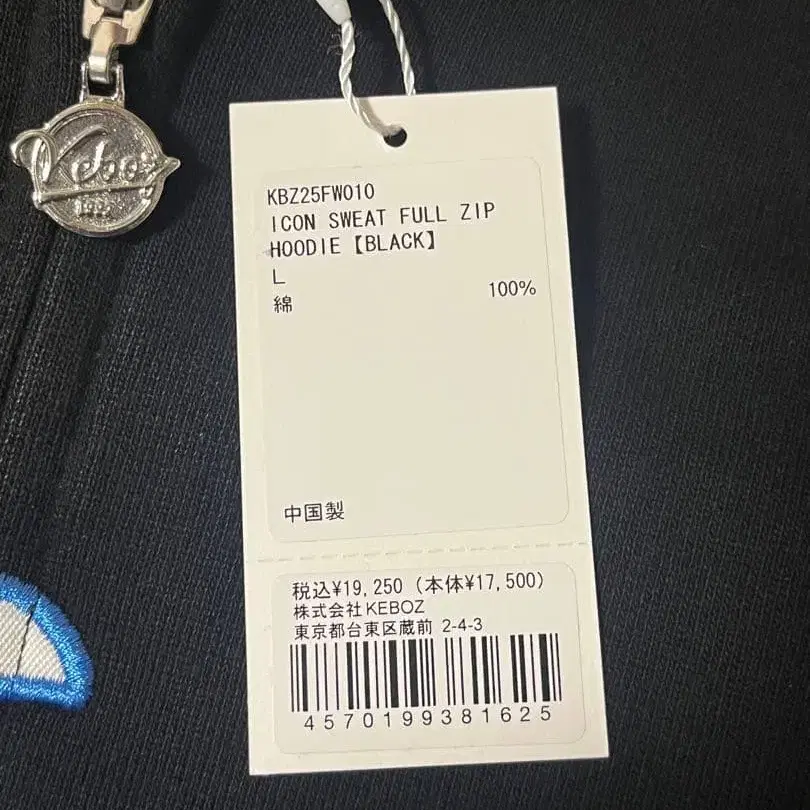 Keboz
KBZ25FW010
ICON SWEAT FULL ZIP
HOODIE【BLACK】
L
綿 100%
中国製
税込¥19,250 (本体¥17,500)
株式会社KEBOZ
東京都台東区蔵前 2-4-3
4570199381625